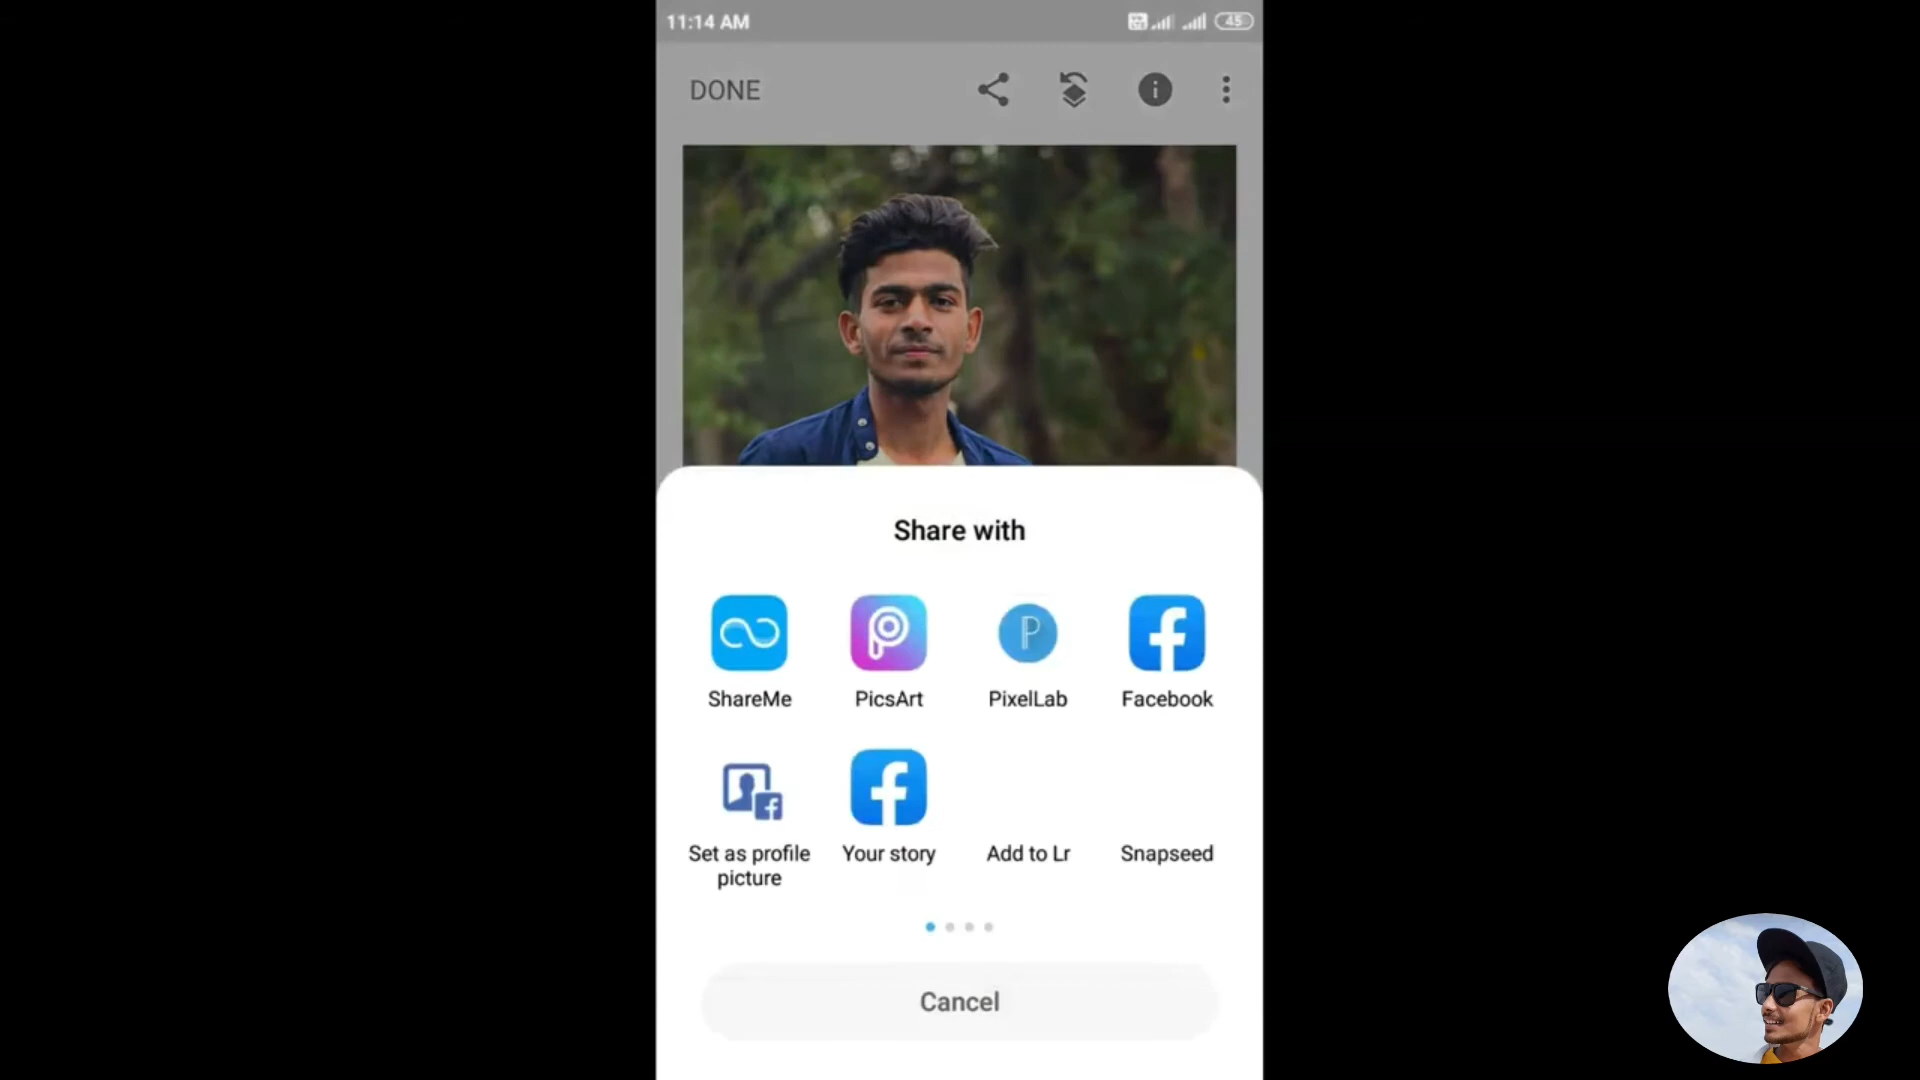 11:14 AM
45
DONE
Share with
ShareMe
PicsArt
PixelLab
Facebook
Set as profile
picture
Your story
Add to Lr
Snapseed
Cancel